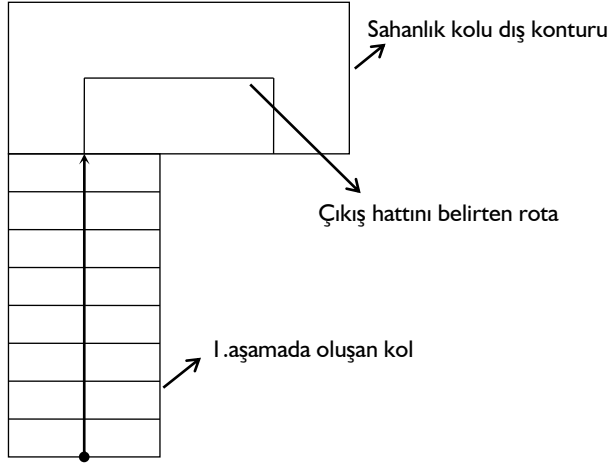 Sahanlık kolu dış konturu
Çıkış hattını belirten rota
1.aşamada oluşan kol